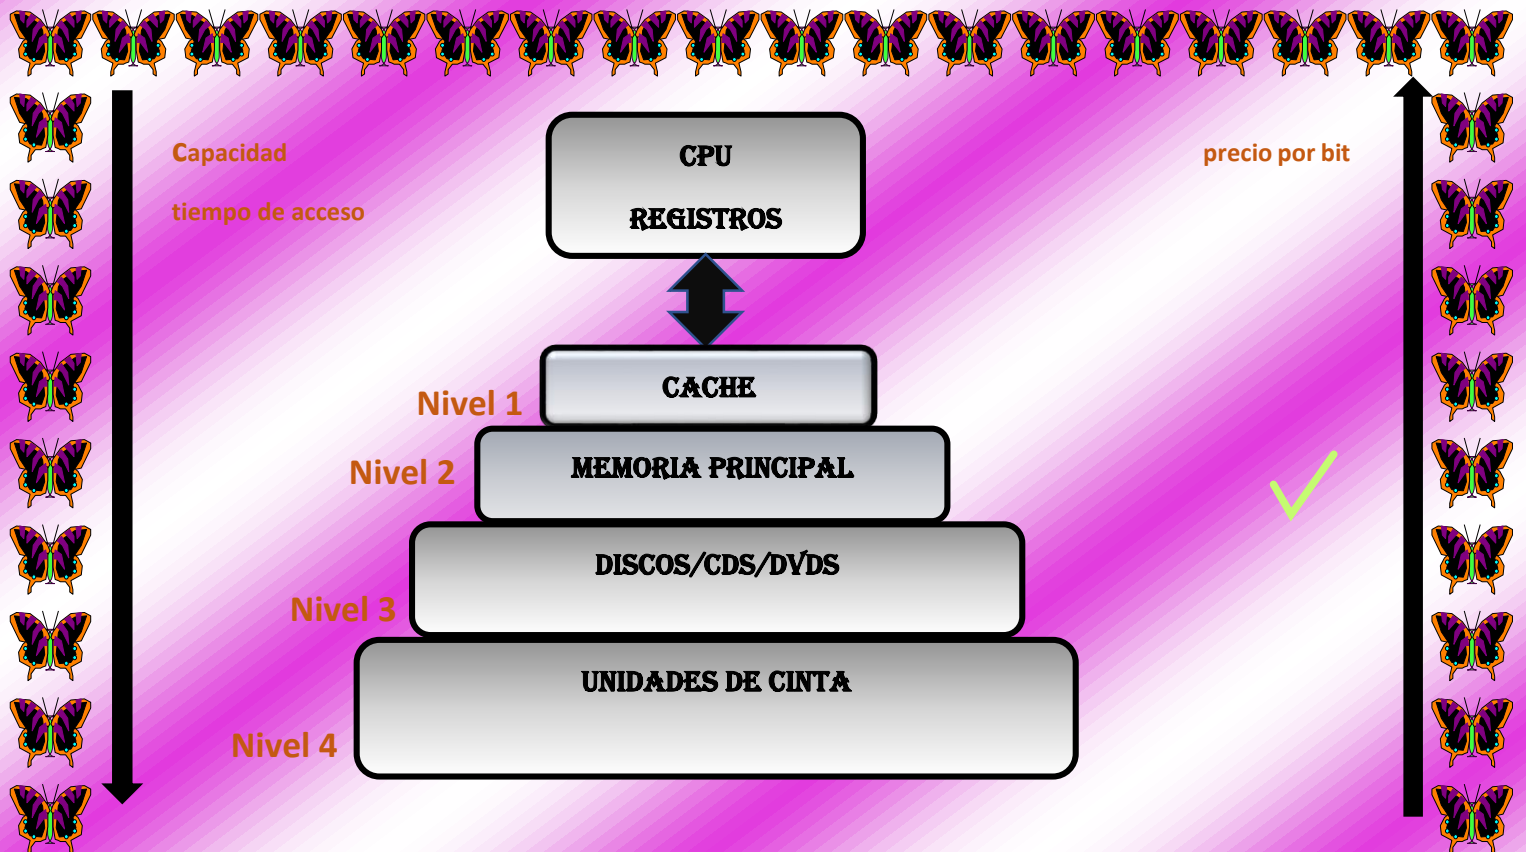 Capacidad
tiempo de acceso
precio por bit
CPU
REGISTROS
CACHE
Nivel 1
MEMORIA PRINCIPAL
Nivel 2
DISCOS/CDS/DVDS
Nivel 3
UNIDADES DE CINTA
Nivel 4